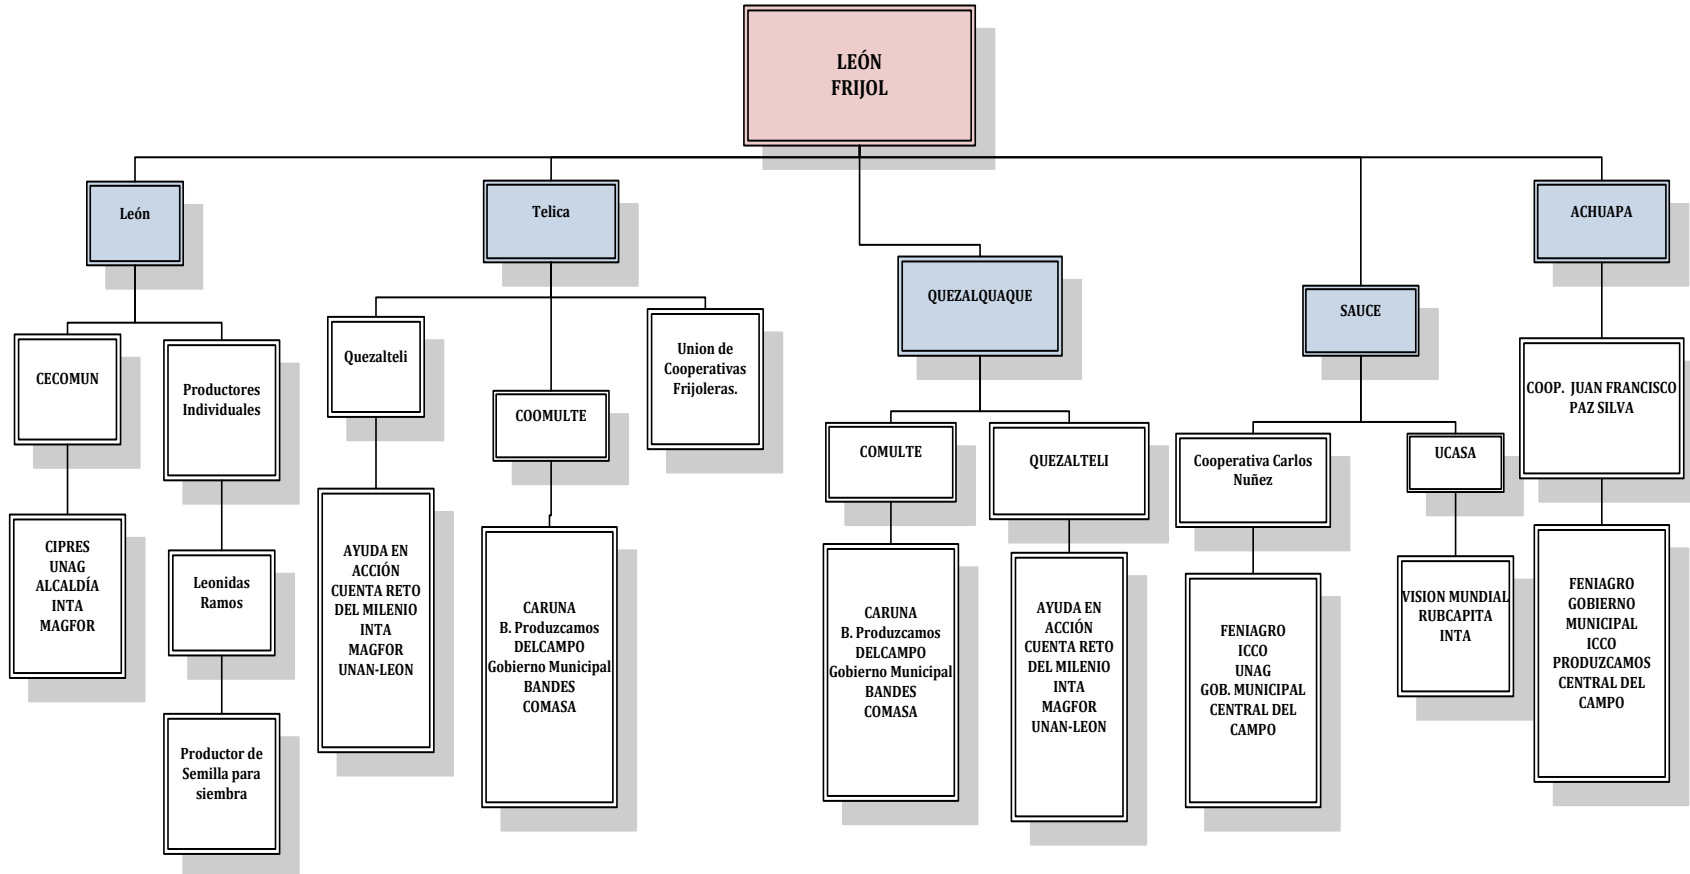 LEÓN
FRIJOL
León
Telica
QUEZALQUAQUE
SAUCE
ACHUAPA
CECOMUN
Productores
Individuales
Quezalteli
COOMULTE
Union de
Cooperativas
Frijoleras.
COMULTE
QUEZALTELI
Cooperativa Carlos
Nuñez
UCASA
COOP. JUAN FRANCISCO
PAZ SILVA
CIPRES
UNAG
ALCALDÍA
INTA
MAGFOR
Leonidas
Ramos
Productor de
Semilla para
siembra
AYUDA EN
ACCIÓN
CUENTA RETO
DEL MILENIO
INTA
MAGFOR
UNAN-LEON
CARUNA
B. Produzcamos
DELCAMPO
Gobierno Municipal
BANDES
COMASA
CARUNA
B. Produzcamos
DELCAMPO
Gobierno Municipal
BANDES
COMASA
AYUDA EN
ACCIÓN
CUENTA RETO
DEL MILENIO
INTA
MAGFOR
UNAN-LEON
FENIAGRO
ICCO
UNAG
GOB. MUNICIPAL
CENTRAL DEL
CAMPO
VISION MUNDIAL
RUBCAPITA
INTA
FENIAGRO
GOBIERNO
MUNICIPAL
ICCO
PRODUZCAMOS
CENTRAL DEL
CAMPO